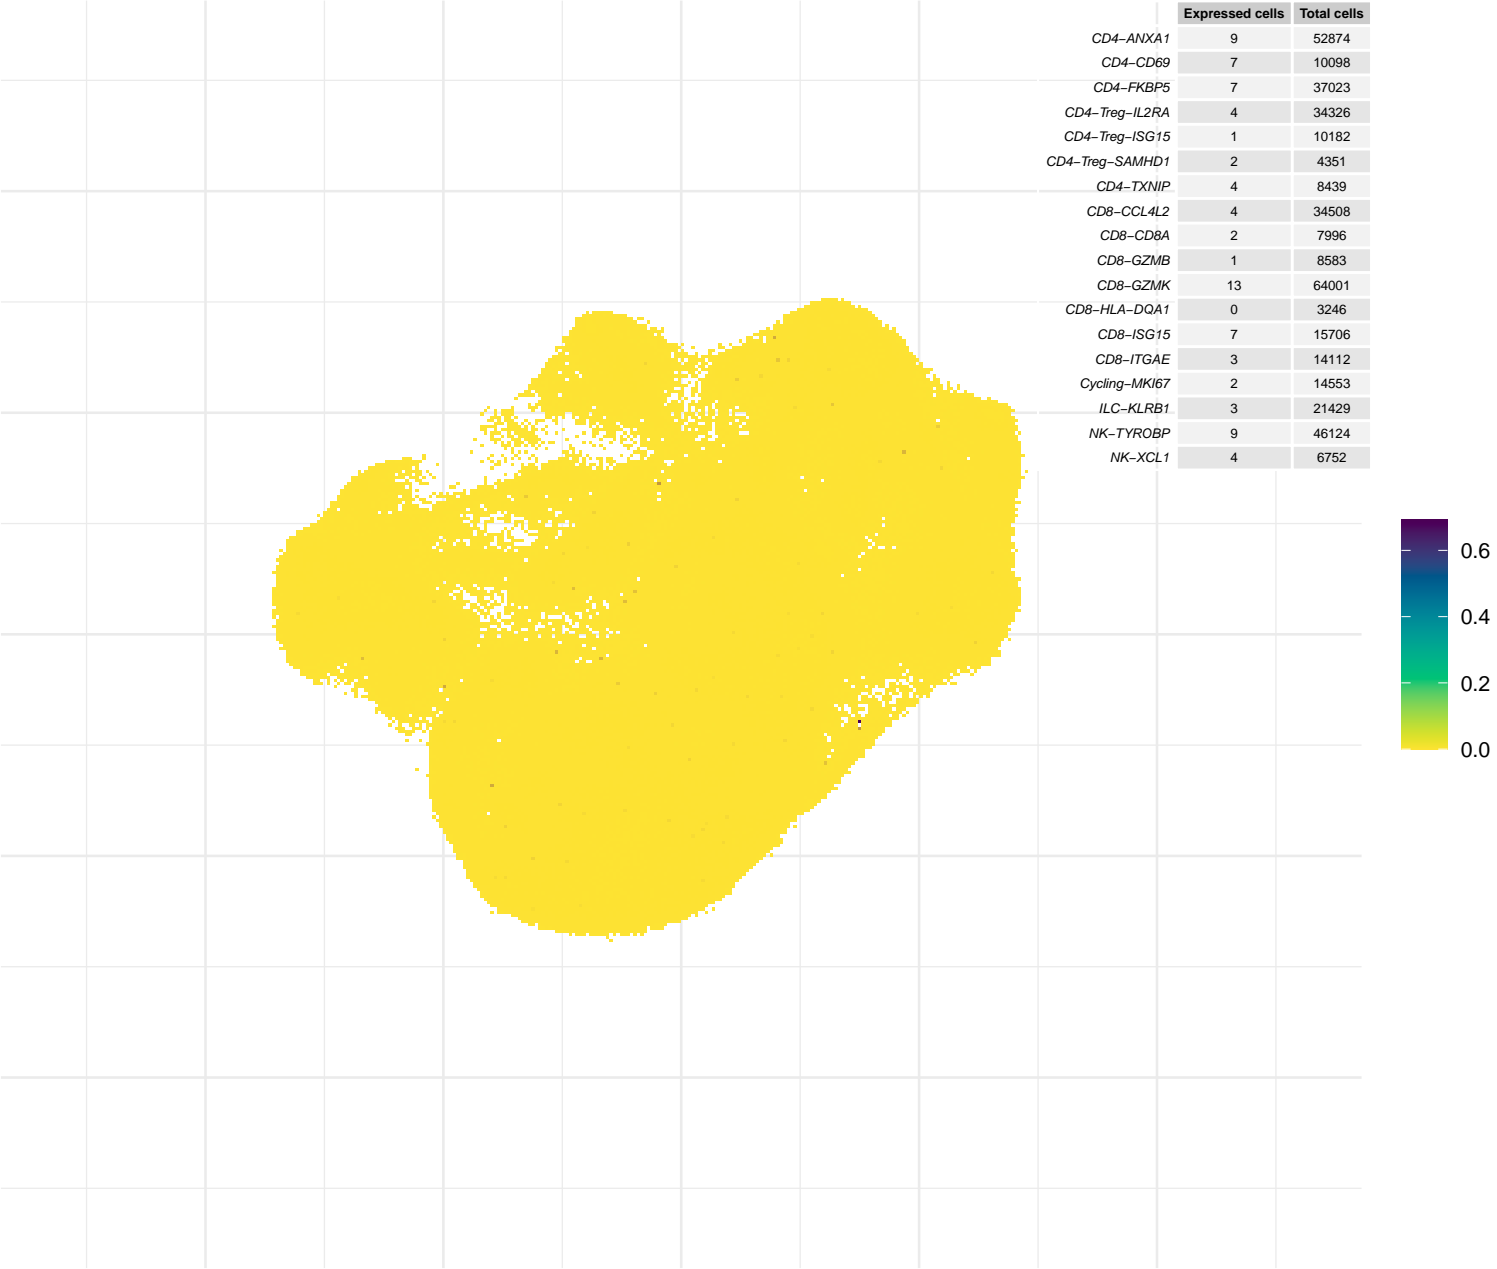 Expressed cells Total cells
CD4−ANXA1 9 52874
CD4−CD69 7 10098
CD4−FKBP5 7 37023
CD4−Treg−IL2RA 4 34326
CD4−Treg−ISG15 1 10182
CD4−Treg−SAMHD1 2 4351
CD4−TXNIP 4 8439
CD8−CCL4L2 4 34508
CD8−CD8A 2 7996
CD8−GZMB 1 8583
CD8−GZMK 13 64001
CD8−HLA−DQA1 0 3246
CD8−ISG15 7 15706
CD8−ITGAE 3 14112
Cycling−MKI67 2 14553
ILC−KLRB1 3 21429
NK−TYROBP 9 46124
NK−XCL1 4 6752
0.6
0.4
0.2
0.0